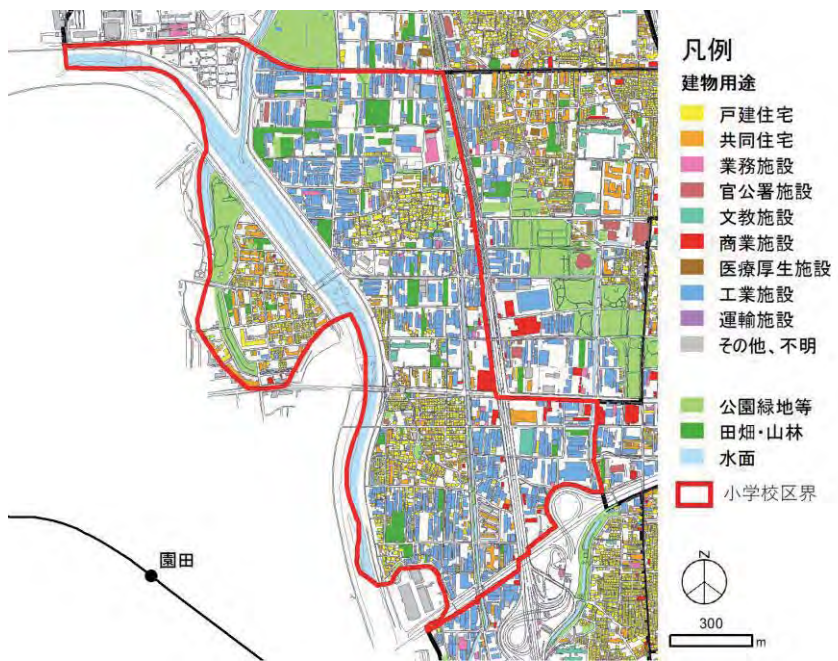 凡例
建物用途
戸建住宅
共同住宅
業務施設
官公署施設
文教施設
商業施設
医療厚生施設
工業施設
運輸施設
その他、不明
公園緑地等
田畑・山林
水面
小学校区界
園田
Z
300
m